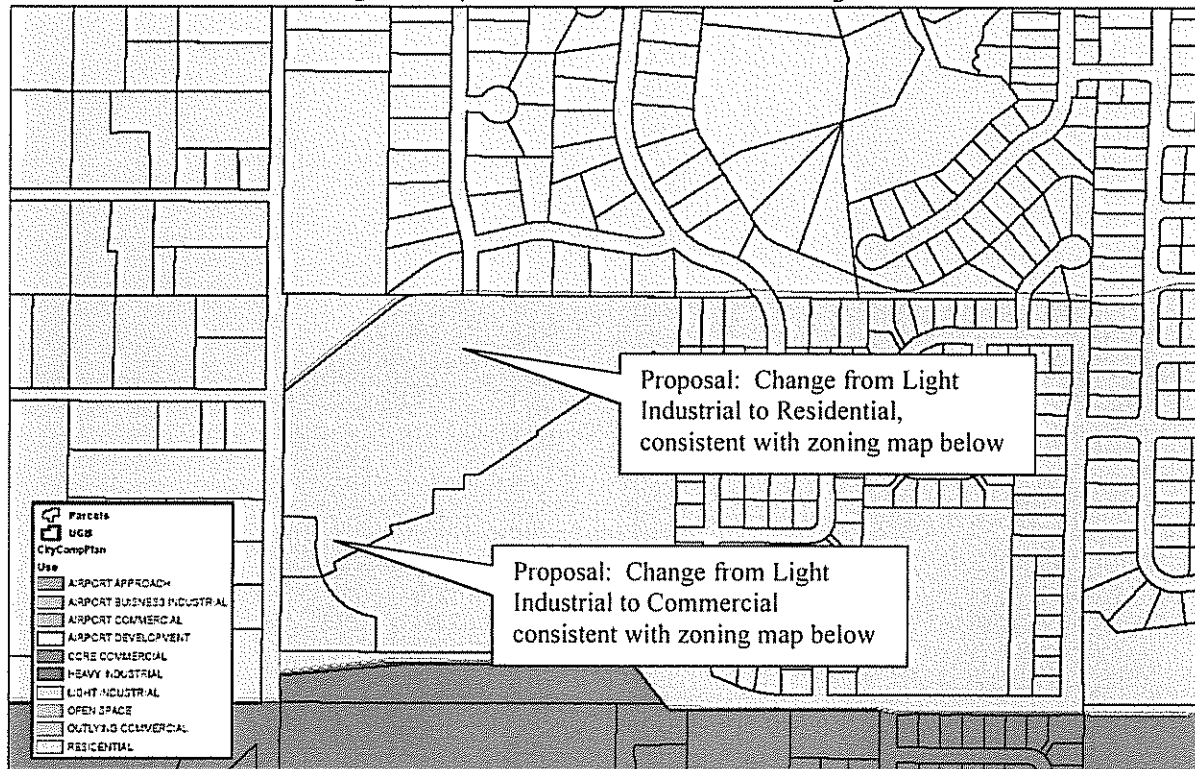 Proposal: Change from Light
Industrial to Residential,
consistent with zoning map below
Proposal: Change from Light
Industrial to Commercial
consistent with zoning map below
Parcels
UGB
CityCompPlan
Use
AIRPORT APPROACH
AIRPORT BUSINESS INDUSTRIAL
AIRPORT COMMERCIAL
AIRPORT DEVELOPMENT
CORE COMMERCIAL
HEAVY INDUSTRIAL
LIGHT INDUSTRIAL
OPEN SPACE
OUTLYING COMMERCIAL
RESIDENTIAL